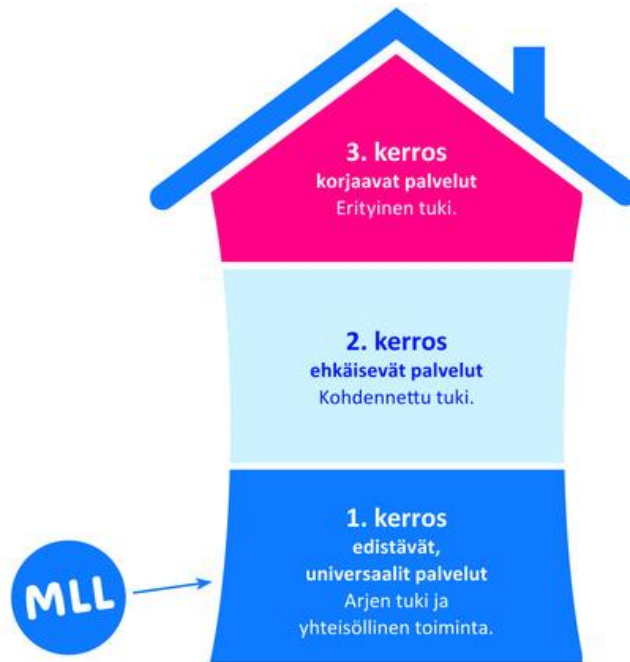 3. kerros
korjaavat palvelut
Erityinen tuki.
2. kerros
ehkäisevät palvelut
Kohdennettu tuki.
1. kerros
edistävät,
universaalit palvelut
Arjen tuki ja
yhteisöllinen toiminta.
MLL